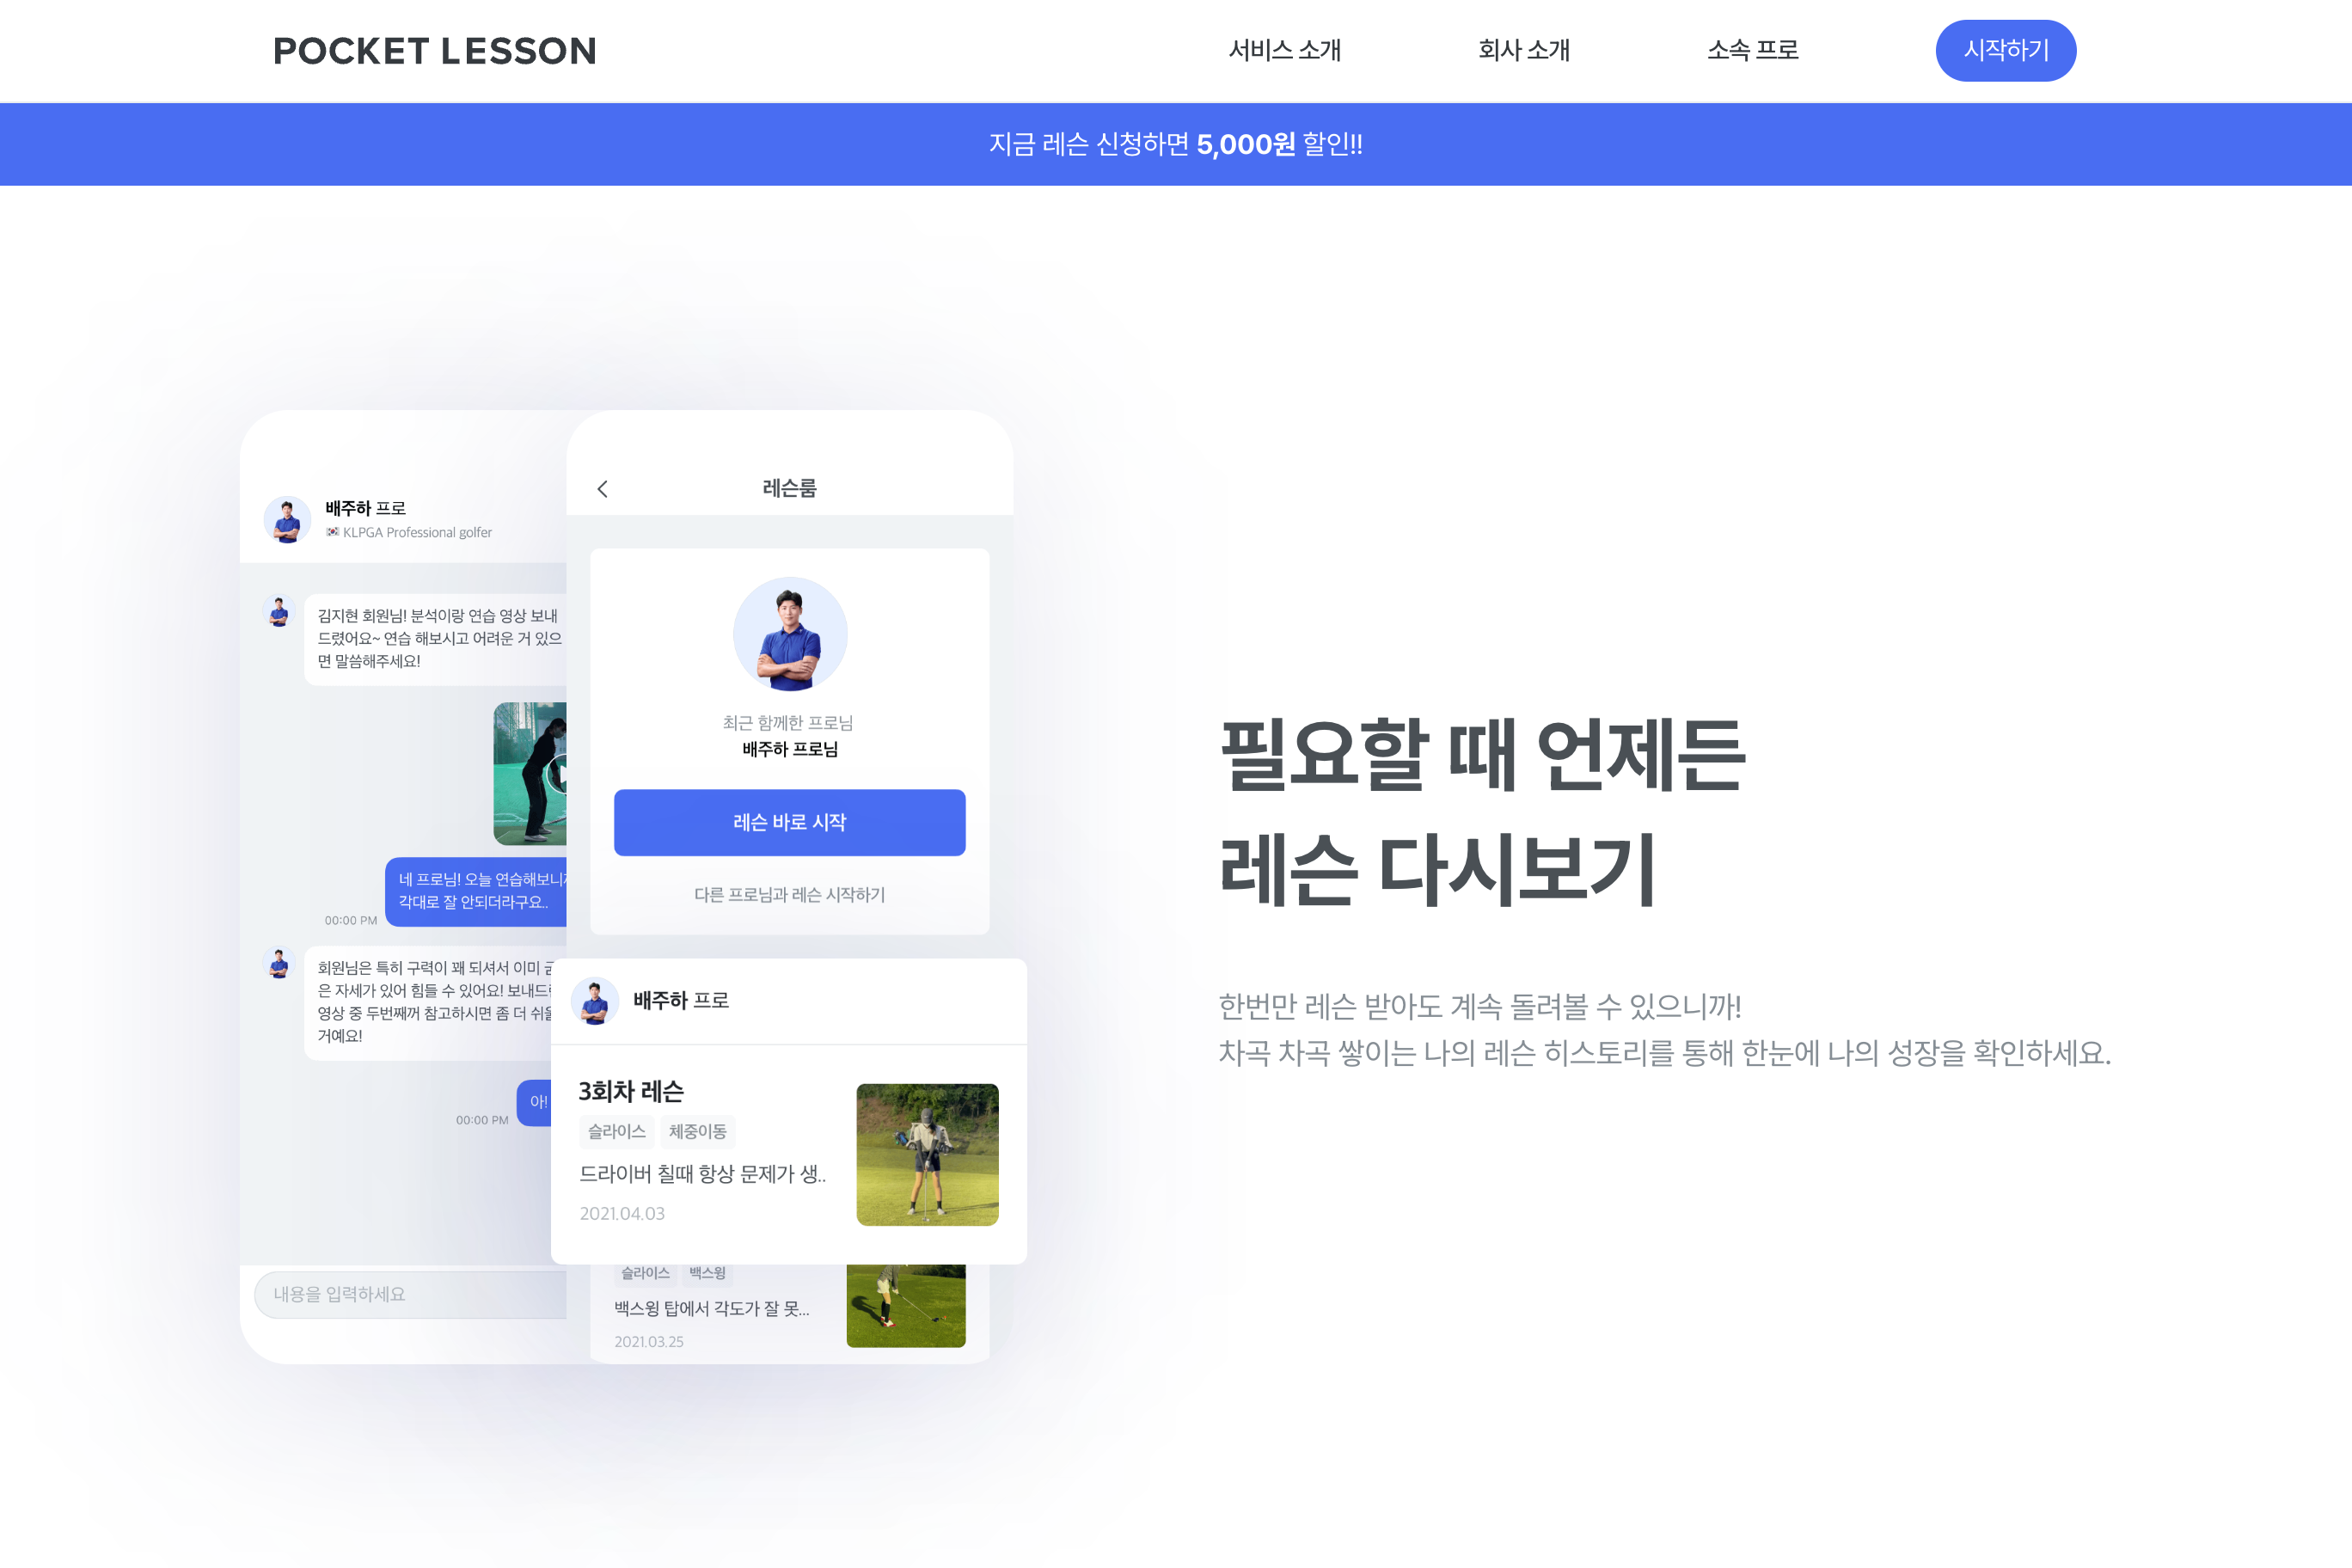 POCKET LESSON
서비스 소개
회사 소개
소속 프로
시작하기
지금 레슨 신청하면 5,000원 할인!!
배주하 프로
KLPGA Professional golfer
김지현 회원님! 분석이랑 연습 영상 보내
드렸어요~ 연습 해보시고 어려운 거 있으
면 말씀해주세요!
네 프로님! 오늘 연습해보니
각대로 잘 안되더라구요..
00:00 PM
회원님은 특히 구력이 꽤 되셔서 이미
은 자세가 있어 힘들 수 있어요!
영상 중 두번째꺼 참고하시면 좀 더
거예요!
아!
00:00 PM
내용을 입력하세요
레슨룸
최근 함께한 프로님
배주하 프로님
레슨 바로 시작
다른 프로님과 레슨 시작하기
배주하 프로
3회차 레슨
슬라이스 체중이동
드라이버 칠때 항상 문제가 생..
2021.04.03
슬라이스 백스윙
백스윙 탑에서 각도가 잘 못...
2021.03.25
필요할 때 언제든
레슨 다시보기
한번만 레슨 받아도 계속 돌려볼 수 있으니까!
차곡 차곡 쌓이는 나의 레슨 히스토리를 통해 한눈에 나의 성장을 확인하세요.